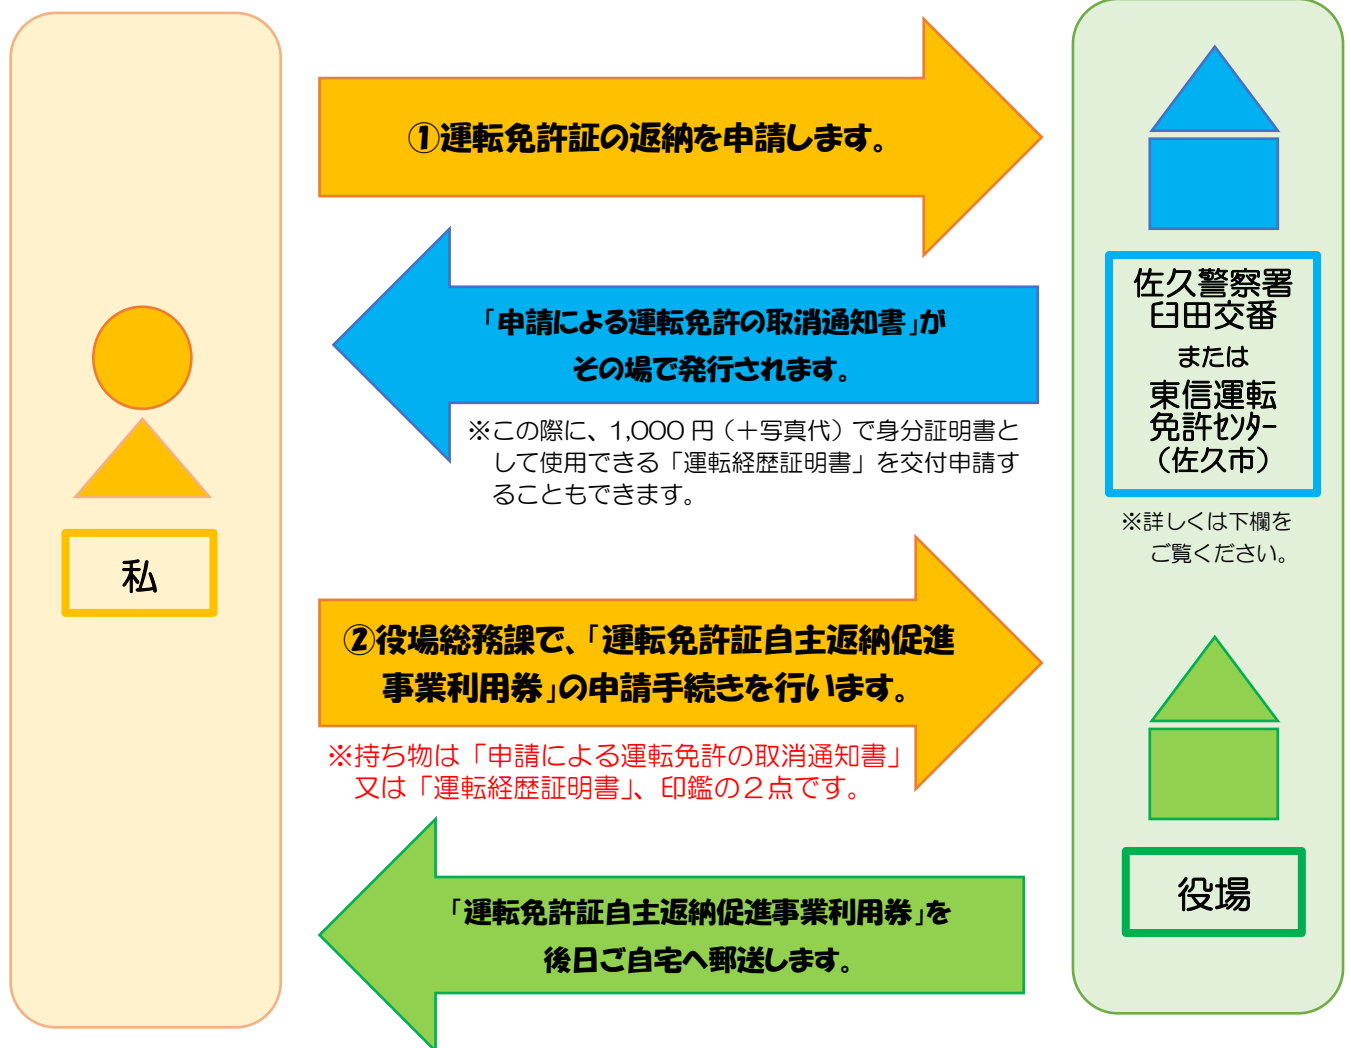 ①運転免許証の返納を申請します。
「申請による運転免許の取消通知書」が
その場で発行されます。
※この際に、1,000 円（＋写真代）で身分証明書と
して使用できる「運転経歴証明書」を交付申請す
ることもできます。
佐久警察署
臼田交番
または
東信運転
免許ｾﾝﾀｰ
（佐久市）
※詳しくは下欄を
ご覧ください。
私
②役場総務課で、「運転免許証自主返納促進
事業利用券」の申請手続きを行います。
※持ち物は「申請による運転免許の取消通知書」
又は「運転経歴証明書」、印鑑の２点です。
役場
「運転免許証自主返納促進事業利用券」を
後日ご自宅へ郵送します。